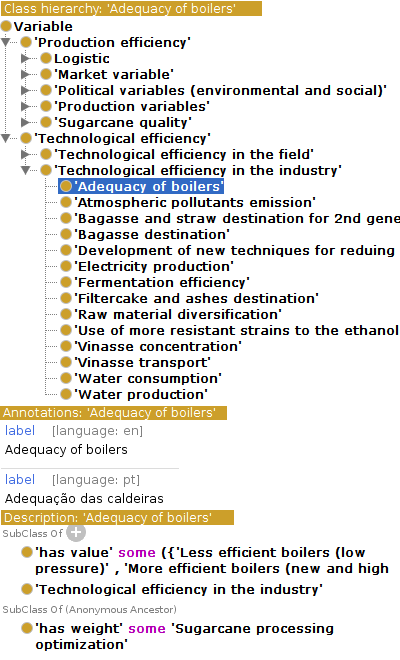 Class hierarchy: 'Adequacy of boilers'
Variable
'Production efficiency'
Logistic
'Market variable'
'Political variables (environmental and social)'
'Production variables'
'Sugarcane quality'
'Technological efficiency'
'Technological efficiency in the field'
'Technological efficiency in the industry'
'Adequacy of boilers'
'Atmospheric pollutants emission'
'Bagasse and straw destination for 2nd gene
'Bagasse destination'
'Development of new techniques for reduing
'Electricity production'
'Fermentation efficiency'
'Filtercake and ashes destination'
'Raw material diversification'
'Use of more resistant strains to the ethanol
'Vinasse concentration'
'Vinasse transport'
'Water consumption'
'Water production'
Annotations: 'Adequacy of boilers'
label [language: en]
Adequacy of boilers
label [language: pt]
Adequação das caldeiras
Description: 'Adequacy of boilers'
SubClass Of
'has value' some ({'Less efficient boilers (low
pressure)' , 'More efficient boilers (new and high
'Technological efficiency in the industry'
SubClass Of (Anonymous Ancestor)
'has weight' some 'Sugarcane processing
optimization'